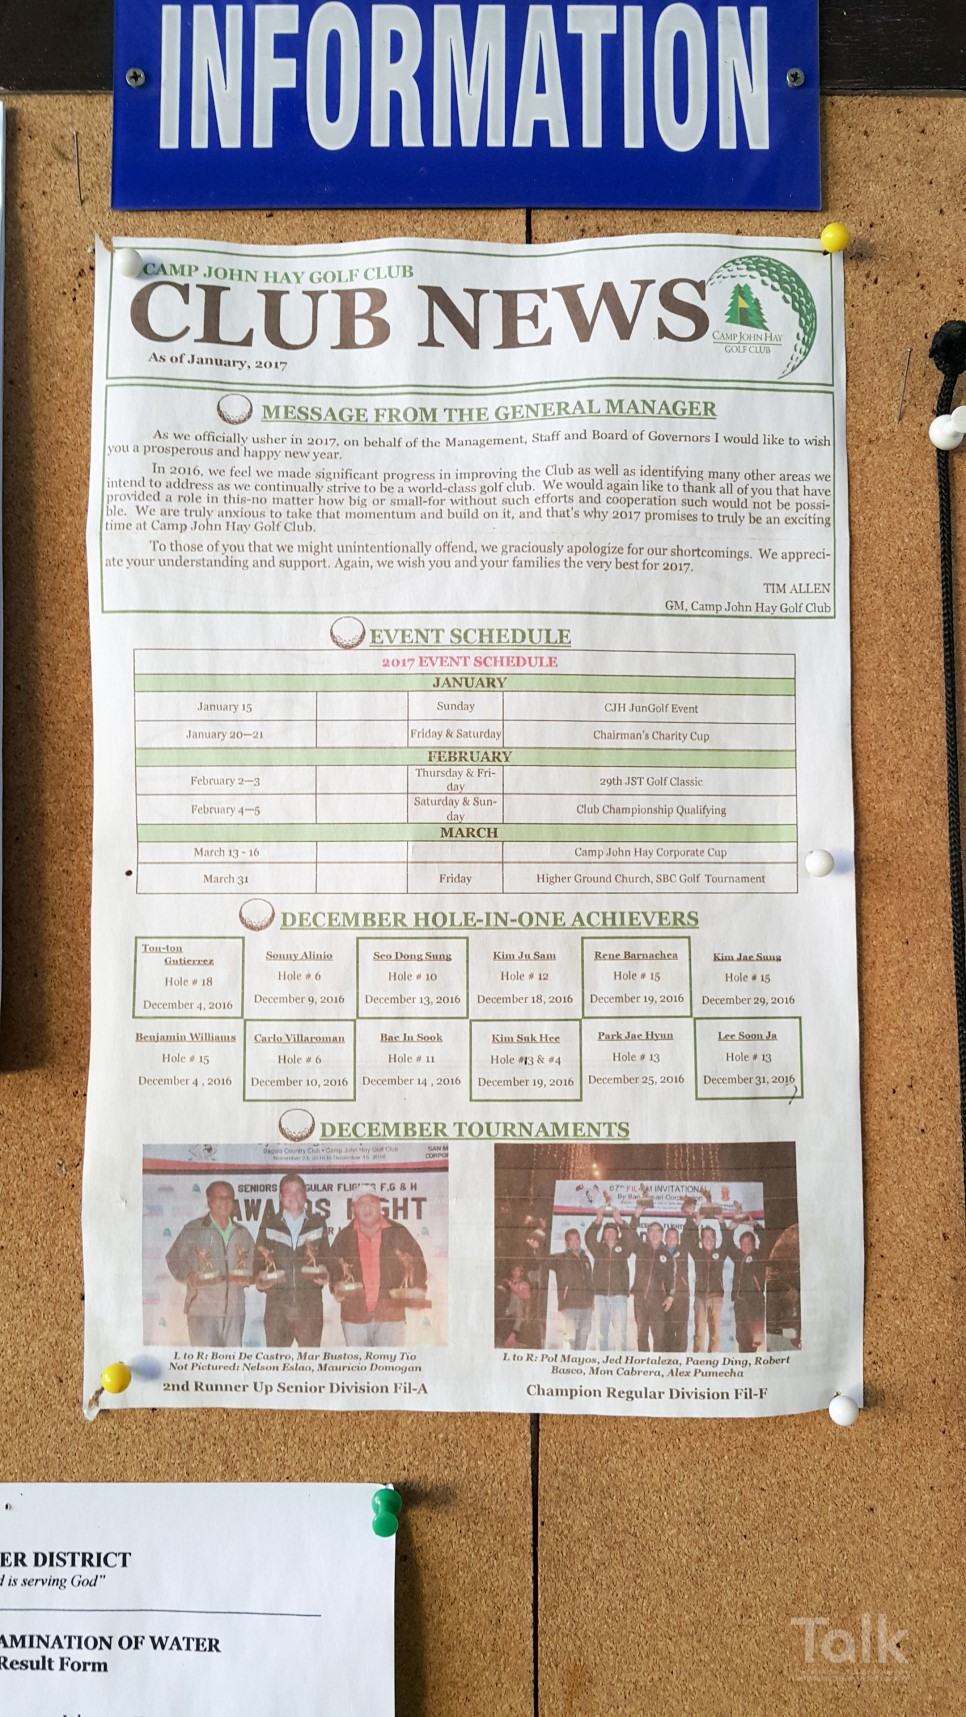 INFORMATION
CAMP JOHN HAY GOLF CLUB
CLUB NEWS
As of January, 2017
CAMP JOHN HAY
GOLF CLUB
MESSAGE FROM THE GENERAL MANAGER
As we officially usher in 2017, on behalf of the Management, Staff and Board of Governors I would like to wish
you a prosperous and happy new year.
In 2016, we feel we made significant progress in improving the Club as well as identifying many other areas we
intend to address as we continually strive to be a world-class golf club. We would again like to thank all of you that have
provided a role in this-no matter how big or small-for without such efforts and cooperation such would not be possi-
ble. We are truly anxious to take that momentum and build on it, and that's why 2017 promises to truly be an exciting
time at Camp John Hay Golf Club.
To those of you that we might unintentionally offend, we graciously apologize for our shortcomings. We appreci-
ate your understanding and support. Again, we wish you and your families the very best for 2017.
TIM ALLEN
GM, Camp John Hay Golf Club
EVENT SCHEDULE
2017 EVENT SCHEDULE
JANUARY
January 15 Sunday CJH JunGolf Event
January 20—21 Friday & Saturday Chairman's Charity Cup
FEBRUARY
February 2—3 Thursday & Fri-
day 29th JST Golf Classic
February 4—5 Saturday & Sun-
day Club Championship Qualifying
MARCH
March 13 - 16 Camp John Hay Corporate Cup
March 31 Friday Higher Ground Church, SBC Golf Tournament
DECEMBER HOLE-IN-ONE ACHIEVERS
Ton-ton
Gutierrez
Hole # 18
December 4, 2016
Sonny Alinio
Hole # 6
December 9, 2016
Seo Dong Sung
Hole # 10
December 13, 2016
Kim Ju Sam
Hole # 12
December 18, 2016
Rene Barnachea
Hole # 15
December 19, 2016
Kim Jae Sung
Hole # 15
December 29, 2016
Benjamin Williams
Hole # 15
December 4 , 2016
Carlo Villaroman
Hole # 6
December 10, 2016
Bae In Sook
Hole # 11
December 14 , 2016
Kim Suk Hee
Hole #13 & #4
December 19, 2016
Park Jae Hyun
Hole # 13
December 25, 2016
Lee Soon Ja
Hole # 13
December 31, 2016
DECEMBER TOURNAMENTS
Baguio Country Club • Camp John Hay Golf Club
SAN M
CORPO
SENIORS GULAR FLIGHTS F,G & H
AWARDS NIGHT
67th FIL-AM INVITATIONAL
L to R: Boni De Castro, Mar Bustos, Romy Tio
Not Pictured: Nelson Eslao, Mauricio Domogan
2nd Runner Up Senior Division Fil-A
L to R: Pol Mayos, Jed Hortaleza, Paeng Ding, Robert
Basco, Mon Cabrera, Alex Pumecha
Champion Regular Division Fil-F
ER DISTRICT
d is serving God"
AMINATION OF WATER
Result Form
Talk